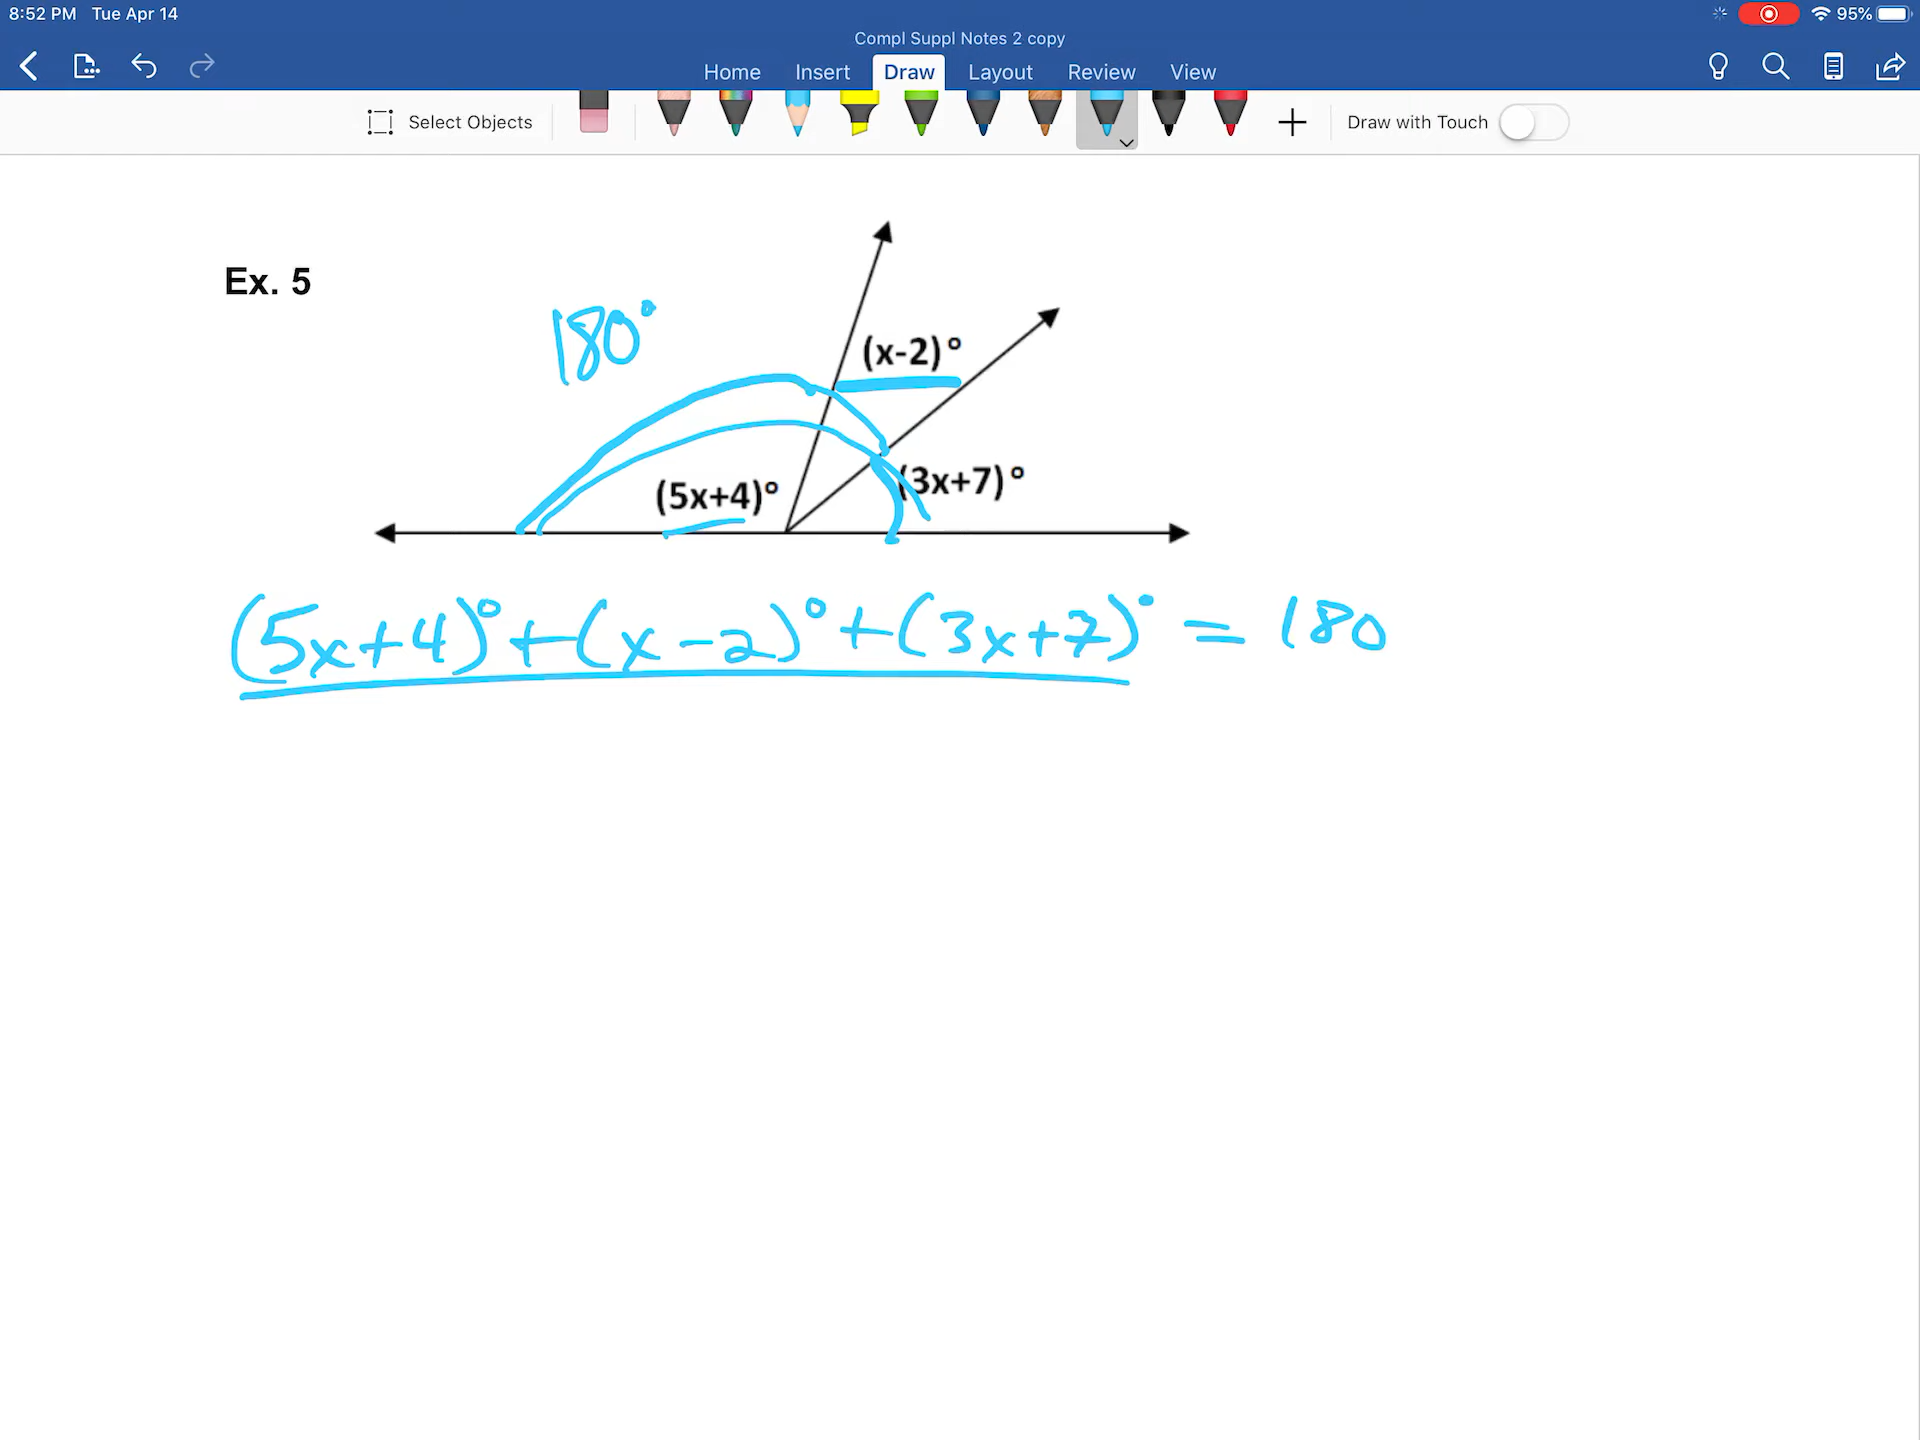 8:52 PM Tue Apr 14
95%
Compl Suppl Notes 2 copy
Home Insert Draw Layout Review View
Select Objects
Draw with Touch
Ex. 5
180°
(x-2)°
(5x+4)°
(3x+7)°
(5x+4)° + (x-2)° + (3x+7)° = 180